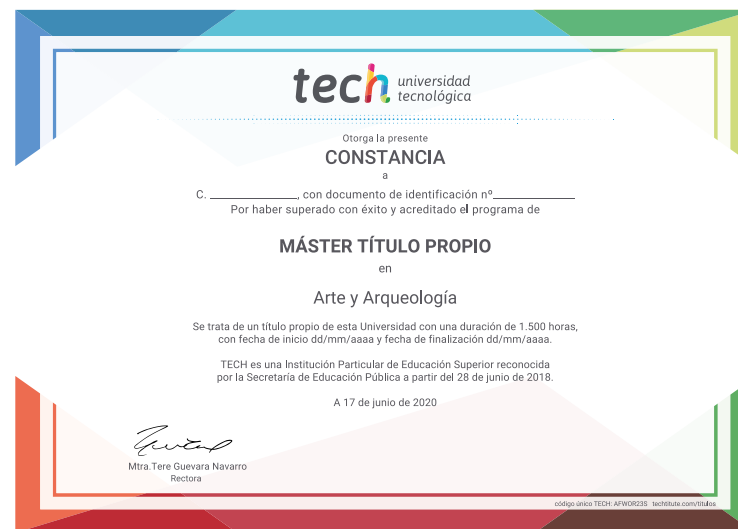 tech universidad
tecnológica
Otorga la presente
CONSTANCIA
a
C. ______________, con documento de identificación nº_____________
Por haber superado con éxito y acreditado el programa de
MÁSTER TÍTULO PROPIO
en
Arte y Arqueología
Se trata de un título propio de esta Universidad con una duración de 1.500 horas,
con fecha de inicio dd/mm/aaaa y fecha de finalización dd/mm/aaaa.
TECH es una Institución Particular de Educación Superior reconocida
por la Secretaría de Educación Pública a partir del 28 de junio de 2018.
A 17 de junio de 2020
Mtra.Tere Guevara Navarro
Rectora
código único TECH: AFWOR23S techtitute.com/títulos